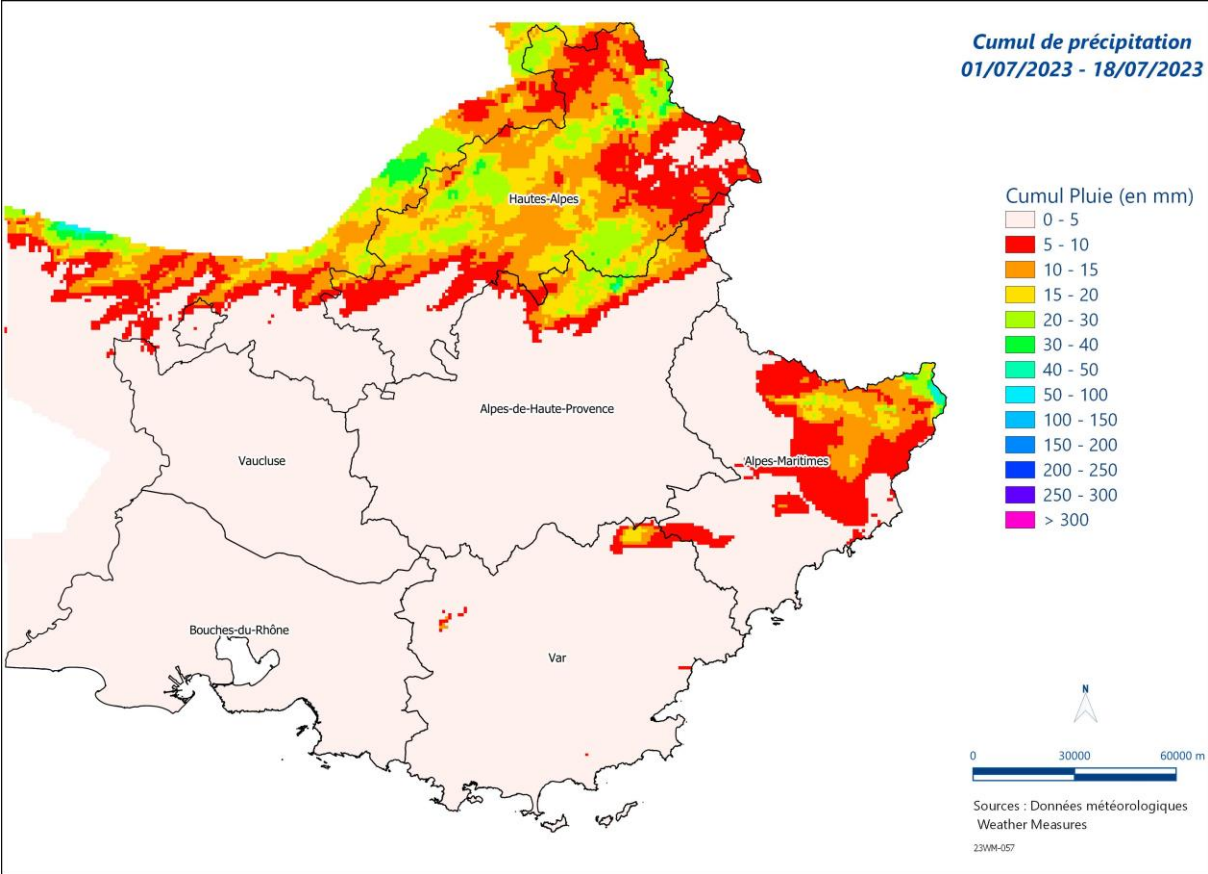 Cumul de précipitation
01/07/2023 - 18/07/2023
Cumul Pluie (en mm)
0 - 5
5 - 10
10 - 15
15 - 20
20 - 30
30 - 40
40 - 50
50 - 100
100 - 150
150 - 200
200 - 250
250 - 300
> 300
Hautes-Alpes
Alpes-de-Haute-Provence
Vaucluse
Alpes-Maritimes
Bouches-du-Rhône
Var
N
0 30000 60000 m
Sources : Données météorologiques
Weather Measures
23WM-057